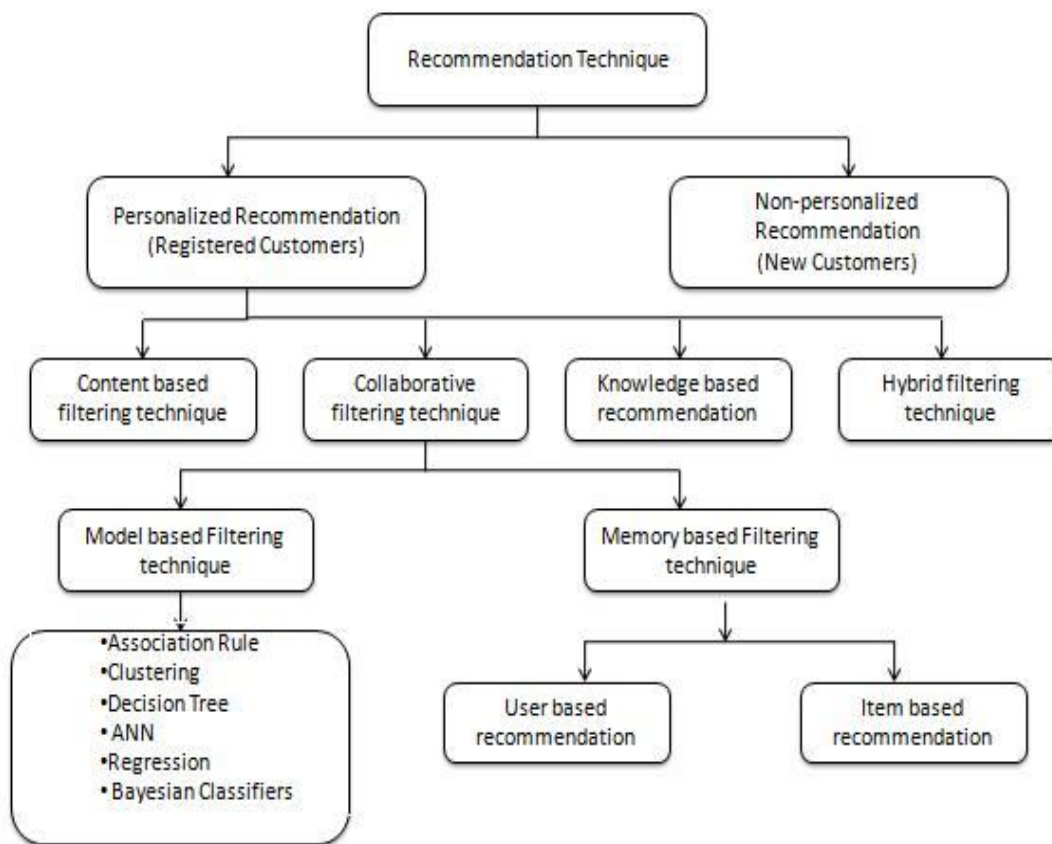 Recommendation Technique
Personalized Recommendation
(Registered Customers)
Non-personalized
Recommendation
(New Customers)
Content based
filtering technique
Collaborative
filtering technique
Knowledge based
recommendation
Hybrid filtering
technique
Model based Filtering
technique
Memory based Filtering
technique
•Association Rule
•Clustering
•Decision Tree
• ANN
•Regression
• Bayesian Classifiers
User based
recommendation
Item based
recommendation